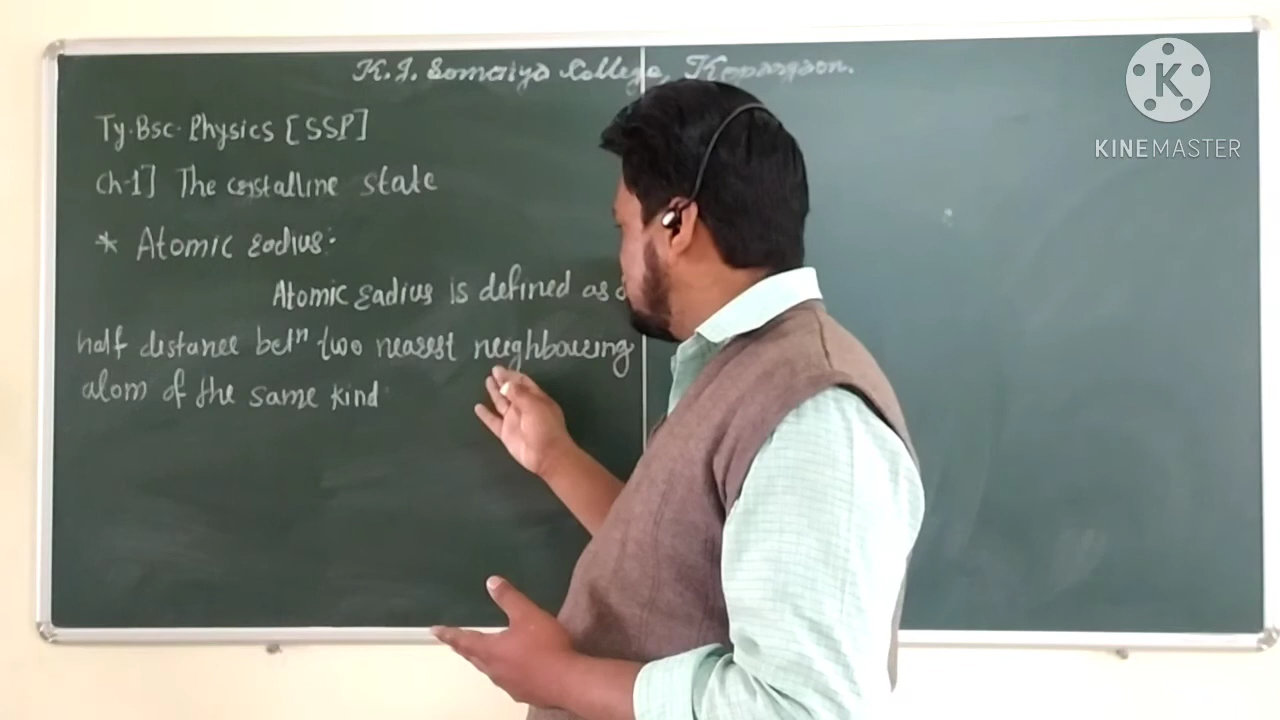 K.J. Somaiya College, Kopargaon.
Ty.Bsc. Physics [SSP]
Ch-1] The crystalline state
* Atomic radius:
Atomic radius is defined as
half distance betn two nearest neighbouring
atom of the same kind
K
KINEMASTER